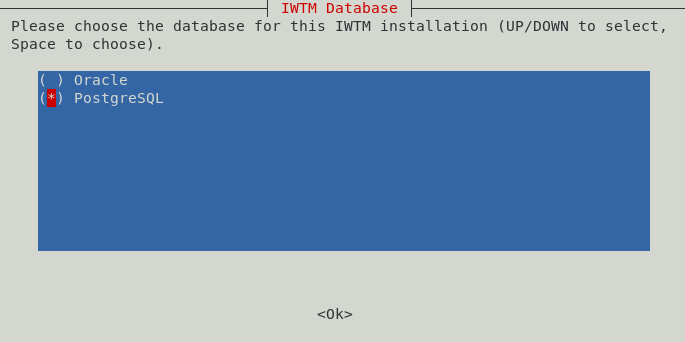 IWTM Database
Please choose the database for this IWTM installation (UP/DOWN to select,
Space to choose).
( ) Oracle
(*) PostgreSQL
<Ok>